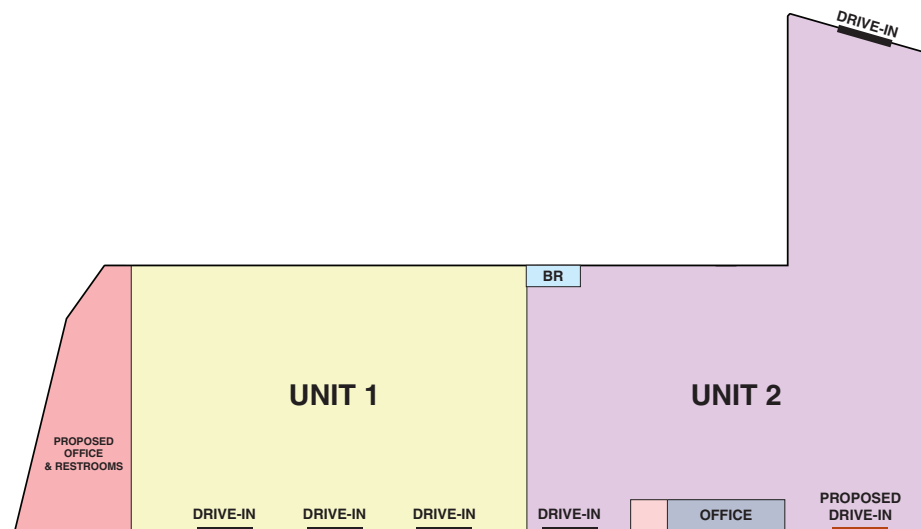 DRIVE-IN
BR
UNIT 1
UNIT 2
PROPOSED
OFFICE
& RESTROOMS
DRIVE-IN
DRIVE-IN
DRIVE-IN
DRIVE-IN
OFFICE
PROPOSED
DRIVE-IN